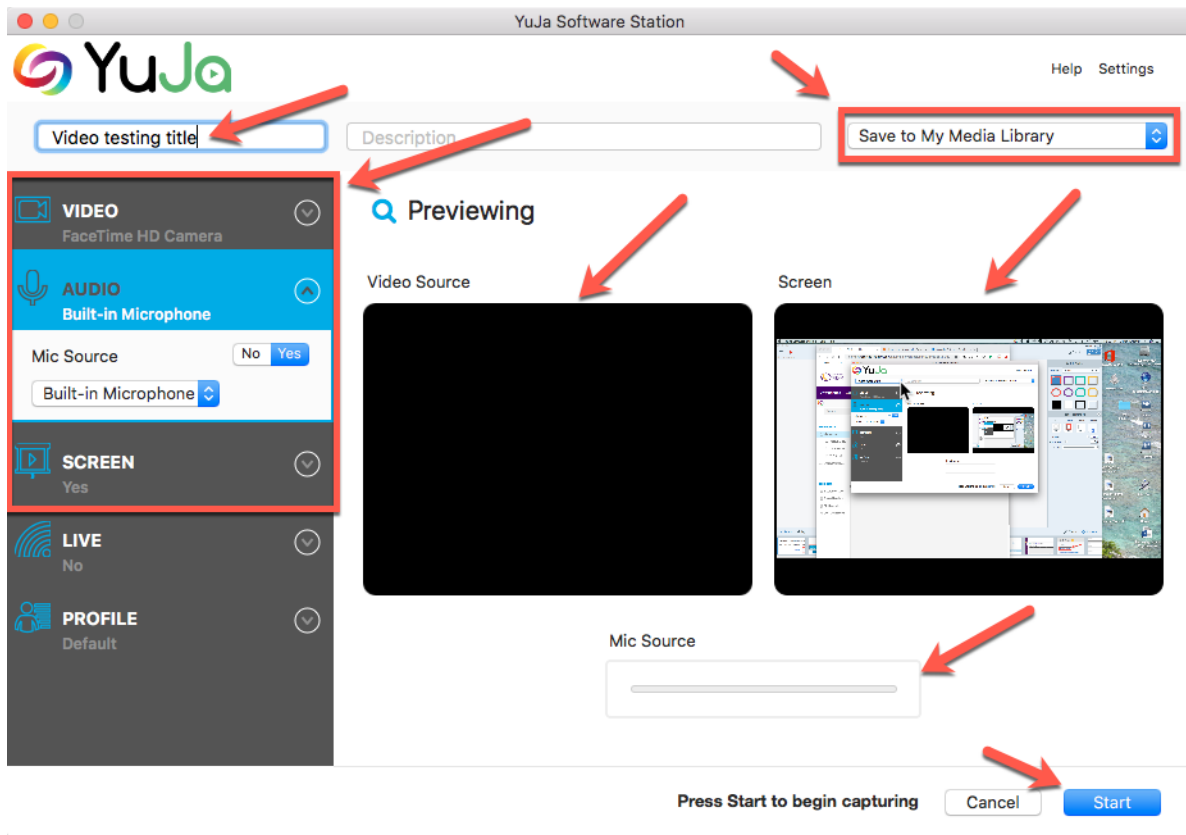 YuJa Software Station
YuJa
Help Settings
Video testing title
Description
Save to My Media Library
VIDEO
FaceTime HD Camera
AUDIO
Built-in Microphone
Mic Source
No Yes
Built-in Microphone
SCREEN
Yes
LIVE
No
PROFILE
Default
Previewing
Video Source
Screen
YuJa
Mic Source
Press Start to begin capturing
Cancel
Start